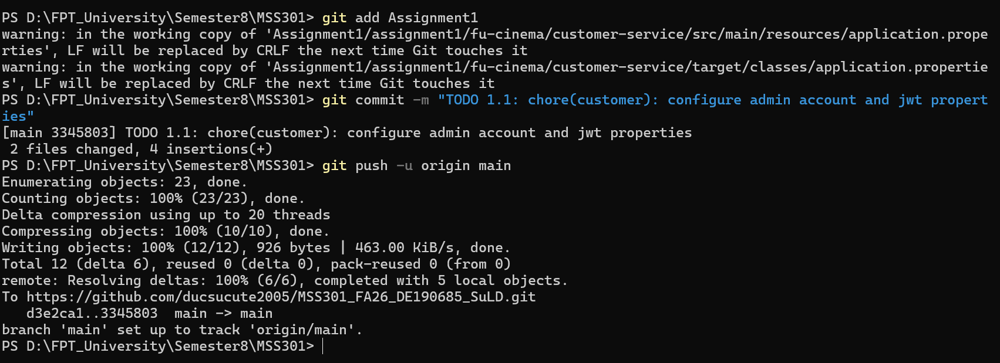 PS D:\FPT_University\Semester8\MSS301> git add Assignment1
warning: in the working copy of 'Assignment1/assignment1/fu-cinema/customer-service/src/main/resources/application.prope
rties', LF will be replaced by CRLF the next time Git touches it
warning: in the working copy of 'Assignment1/assignment1/fu-cinema/customer-service/target/classes/application.propertie
s', LF will be replaced by CRLF the next time Git touches it
PS D:\FPT_University\Semester8\MSS301> git commit -m "TODO 1.1: chore(customer): configure admin account and jwt propert
ies"
[main 3345803] TODO 1.1: chore(customer): configure admin account and jwt properties
 2 files changed, 4 insertions(+)
PS D:\FPT_University\Semester8\MSS301> git push -u origin main
Enumerating objects: 23, done.
Counting objects: 100% (23/23), done.
Delta compression using up to 20 threads
Compressing objects: 100% (10/10), done.
Writing objects: 100% (12/12), 926 bytes | 463.00 KiB/s, done.
Total 12 (delta 6), reused 0 (delta 0), pack-reused 0 (from 0)
remote: Resolving deltas: 100% (6/6), completed with 5 local objects.
To https://github.com/ducsucute2005/MSS301_FA26_DE190685_SuLD.git
   d3e2ca1..3345803  main -> main
branch 'main' set up to track 'origin/main'.
PS D:\FPT_University\Semester8\MSS301>